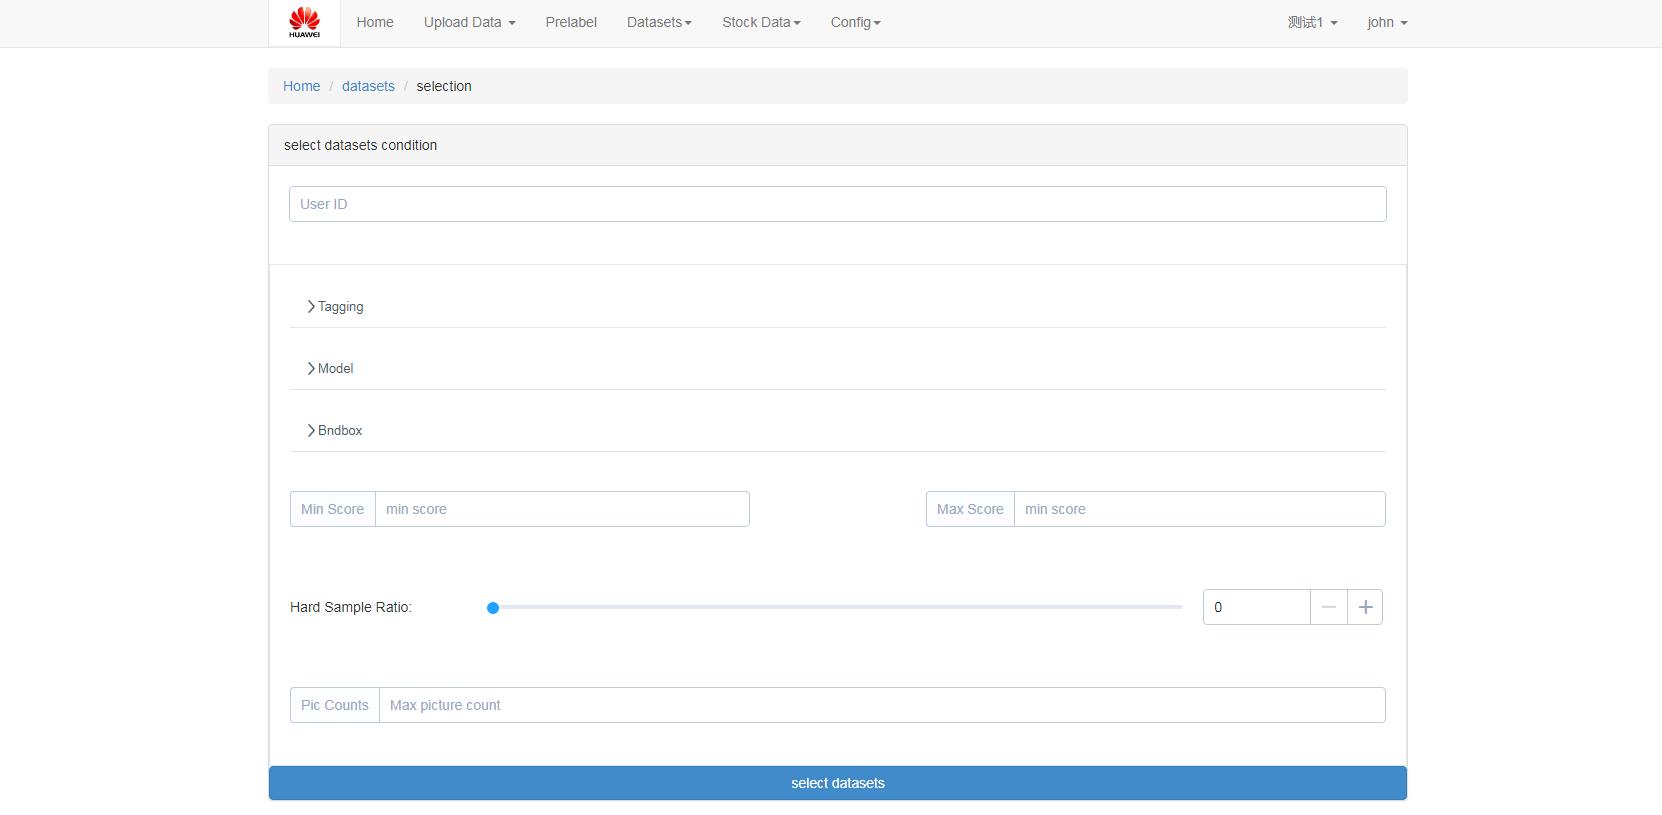 HUAWEI Home Upload Data Prelabel Datasets Stock Data Config 测试1 john
Home / datasets / selection
select datasets condition
User ID
Tagging
Model
Bndbox
Min Score min score Max Score min score
Hard Sample Ratio: 0
Pic Counts Max picture count
select datasets